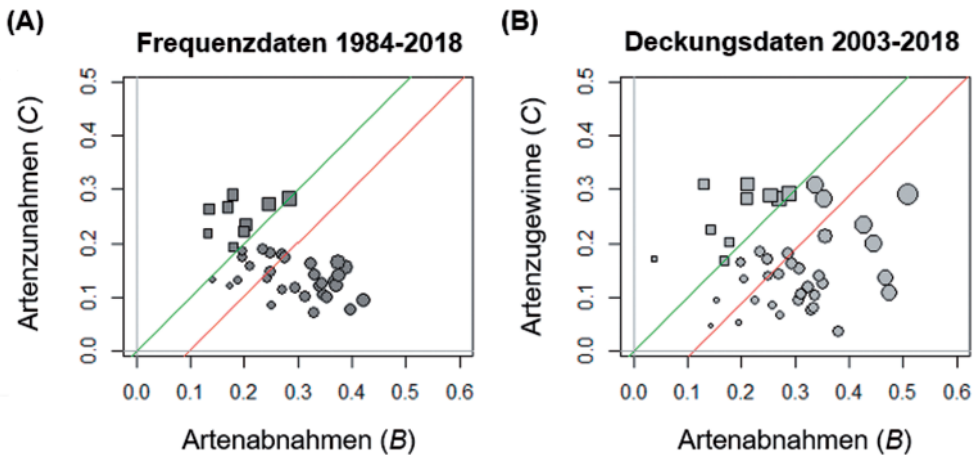 (A)
Frequenzdaten 1984-2018
Artenzunahmen (C)
0.5
0.4
0.3
0.2
0.1
0.0
0.0 0.1 0.2 0.3 0.4 0.5 0.6
Artenabnahmen (B)
(B)
Deckungsdaten 2003-2018
Artenzugewinne (C)
0.5
0.4
0.3
0.2
0.1
0.0
0.0 0.1 0.2 0.3 0.4 0.5 0.6
Artenabnahmen (B)